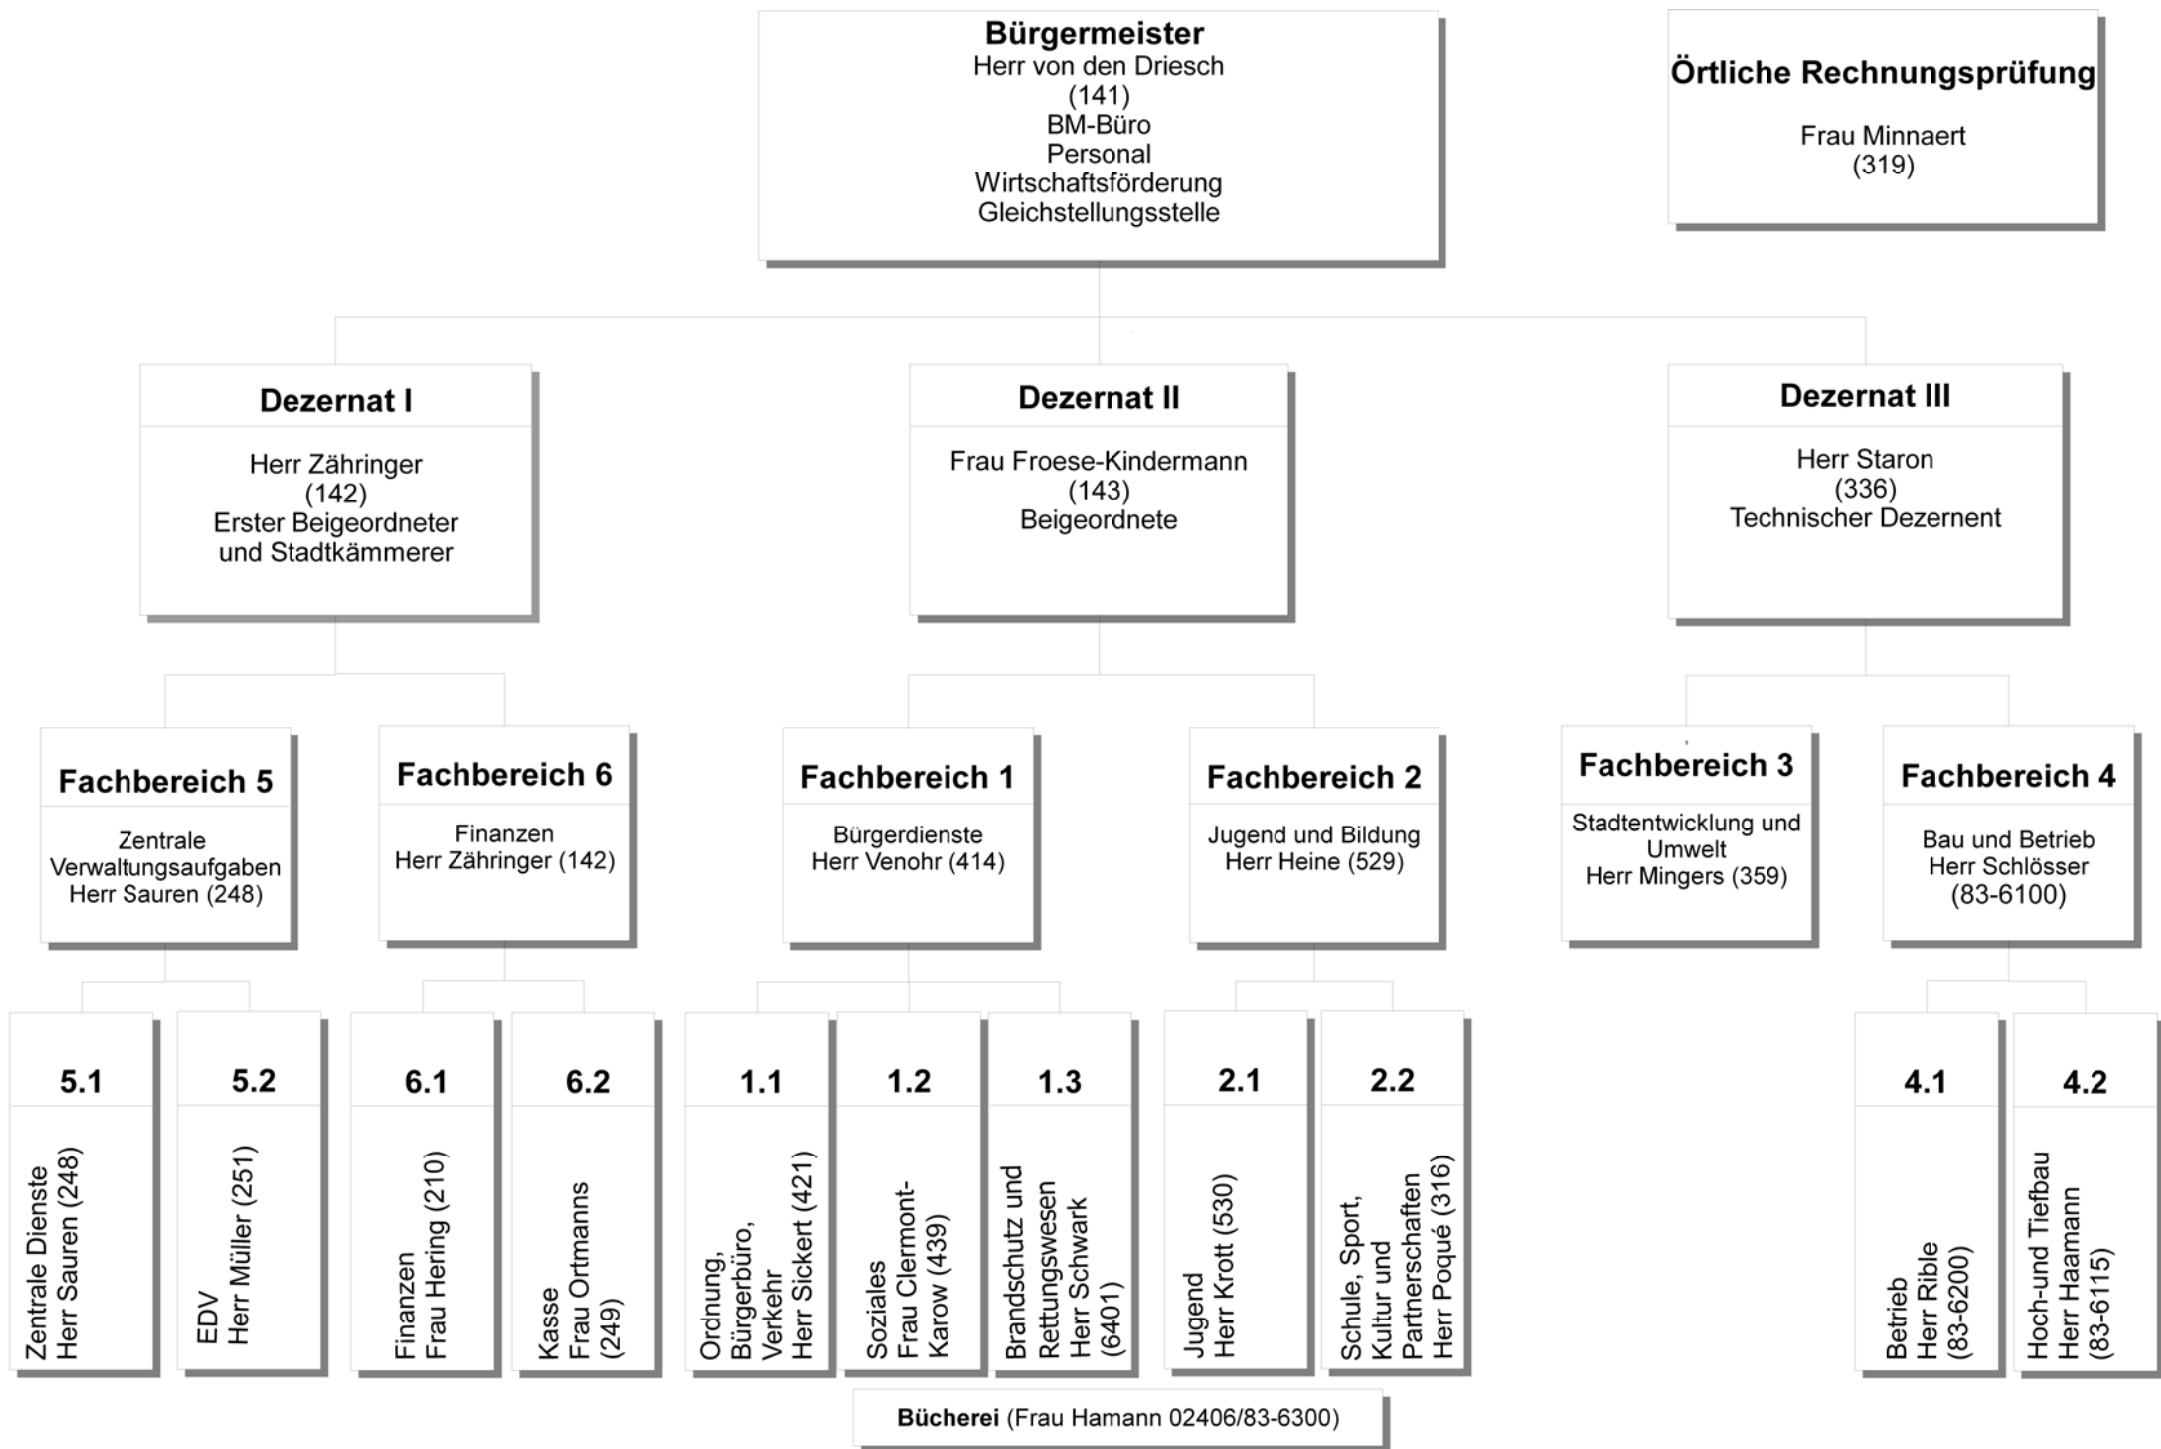 Bürgermeister
Herr von den Driesch
(141)
BM-Büro
Personal
Wirtschaftsförderung
Gleichstellungsstelle
Örtliche Rechnungsprüfung
Frau Minnaert
(319)
Dezernat I
Herr Zähringer
(142)
Erster Beigeordneter
und Stadtkämmerer
Dezernat II
Frau Froese-Kindermann
(143)
Beigeordnete
Dezernat III
Herr Staron
(336)
Technischer Dezernent
Fachbereich 5
Zentrale
Verwaltungsaufgaben
Herr Sauren (248)
Fachbereich 6
Finanzen
Herr Zähringer (142)
Fachbereich 1
Bürgerdienste
Herr Venohr (414)
Fachbereich 2
Jugend und Bildung
Herr Heine (529)
Fachbereich 3
Stadtentwicklung und
Umwelt
Herr Mingers (359)
Fachbereich 4
Bau und Betrieb
Herr Schlösser
(83-6100)
5.1
Zentrale Dienste
Herr Sauren (248)
5.2
EDV
Herr Müller (251)
6.1
Finanzen
Frau Hering (210)
6.2
Kasse
Frau Ortmanns
(249)
1.1
Ordnung,
Bürgerbüro,
Verkehr
Herr Sickert (421)
1.2
Soziales
Frau Clermont-
Karow (439)
1.3
Brandschutz und
Rettungswesen
Herr Schwark
(6401)
2.1
Jugend
Herr Krott (530)
2.2
Schule, Sport,
Kultur und
Partnerschaften
Herr Poqué (316)
4.1
Betrieb
Herr Rible
(83-6200)
4.2
Hoch-und Tiefbau
Herr Haamann
(83-6115)
Bücherei (Frau Hamann 02406/83-6300)